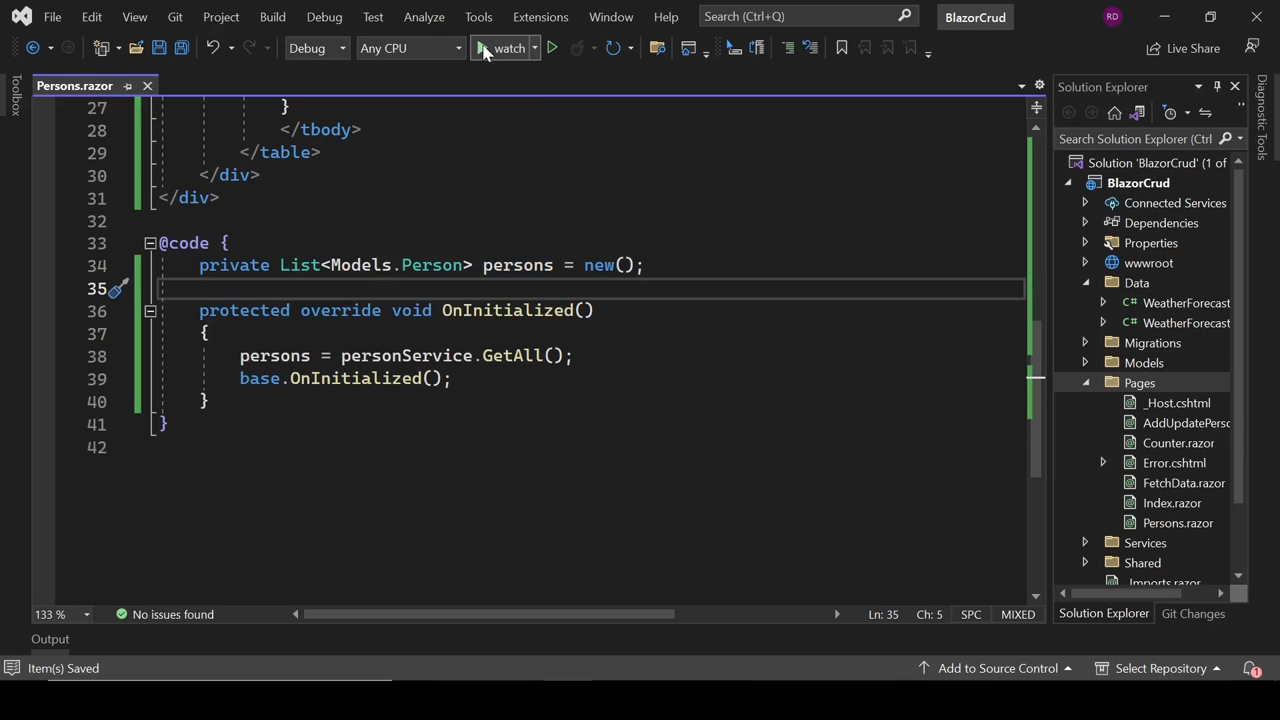 File Edit View Git Project Build Debug Test Analyze Tools Extensions Window Help Search (Ctrl+Q) BlazorCrud RD
Debug Any CPU watch Live Share
Toolbox
Persons.razor
27 }
28 </tbody>
29 </table>
30 </div>
31 </div>
32
33 @code {
34 private List<Models.Person> persons = new();
35
36 protected override void OnInitialized()
37 {
38 persons = personService.GetAll();
39 base.OnInitialized();
40 }
41 }
42
133 % No issues found Ln: 35 Ch: 5 SPC MIXED
Output
Item(s) Saved Add to Source Control Select Repository 1
Solution Explorer
Search Solution Explorer (Ctrl
Solution 'BlazorCrud' (1 of
BlazorCrud
Connected Services
Dependencies
Properties
wwwroot
Data
C# WeatherForecast
C# WeatherForecast
Migrations
Models
Pages
_Host.cshtml
AddUpdatePerso
Counter.razor
Error.cshtml
FetchData.razor
Index.razor
Persons.razor
Services
Shared
_Imports.razor
Solution Explorer Git Changes
Diagnostic Tools